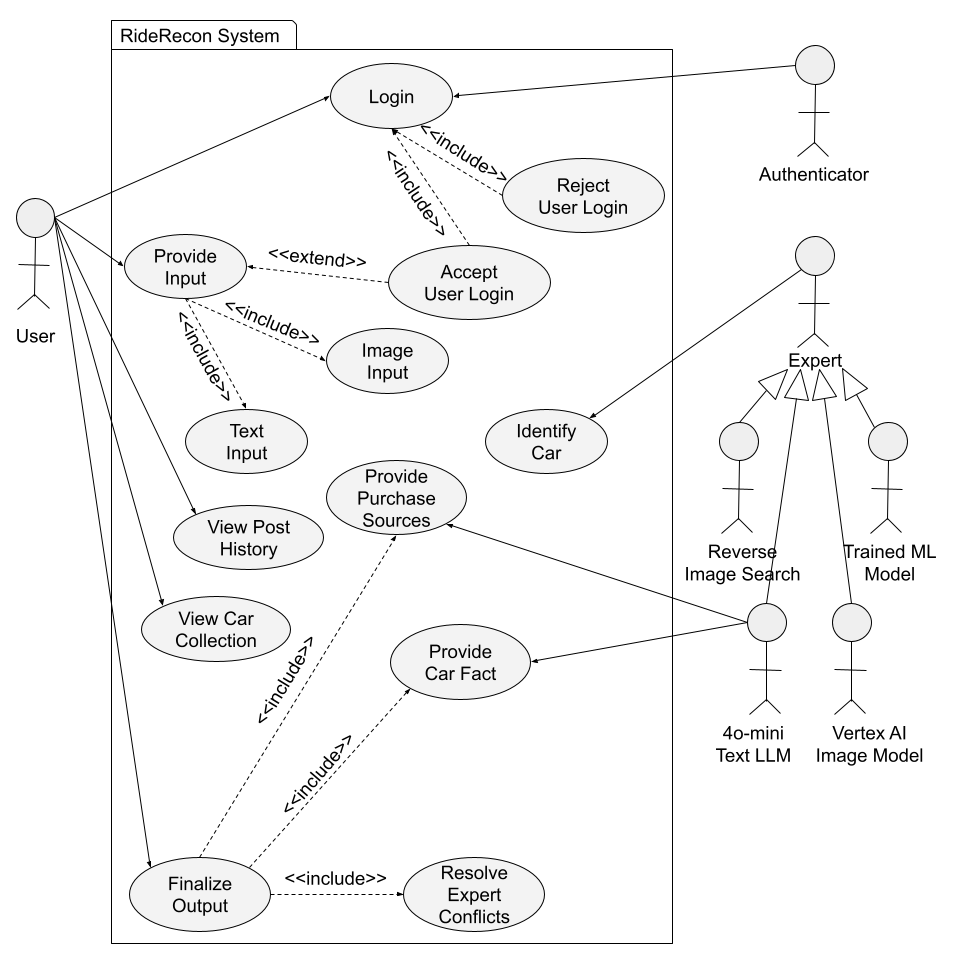 RideRecon System
Login
<<include>>
<<include>>
Reject
User Login
Authenticator
User
Provide
Input
<<extend>>
Accept
User Login
<<include>>
<<include>>
Image
Input
Expert
Text
Input
Identify
Car
Provide
Purchase
Sources
View Post
History
Reverse
Image Search
Trained ML
Model
View Car
Collection
<<include>>
Provide
Car Fact
4o-mini
Text LLM
Vertex AI
Image Model
<<include>>
Finalize
Output
<<include>>
Resolve
Expert
Conflicts